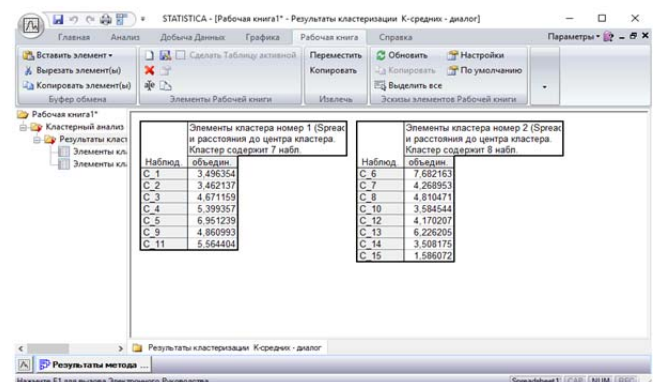 STATISTICA - [Рабочая книга1* - Результаты кластеризации К-средних - диалог]
Главная Анализ Добыча Данных Графика Рабочая книга Справка Параметры
Вставить элемент
Вырезать элемент(ы)
Копировать элемент(ы)
Буфер обмена
Сделать Таблицу активной
Элементы Рабочей книги
Переместить
Копировать
Извлечь
Обновить Настройки
Копировать По умолчанию
Выделить все
Эскизы элементов Рабочей книги
Рабочая книга1*
Кластерный анализ
Результаты класт
Элементы кл
Элементы кл
Элементы кластера номер 1 (Spreac
и расстояния до центра кластера.
Кластер содержит 7 набл.
Наблюд. объедин.
C_1 3,496354
C_2 3,462137
C_3 4,671159
C_4 5,399357
C_5 6,951239
C_9 4,860993
C_11 5,564404
Элементы кластера номер 2 (Spreac
и расстояния до центра кластера.
Кластер содержит 8 набл.
Наблюд. объедин.
C_6 7,682163
C_7 4,268953
C_8 4,810471
C_10 3,584544
C_12 4,170207
C_13 6,226205
C_14 3,508175
C_15 1,586072
Результаты кластеризации К-средних - диалог
Результаты метода ...
Нажмите F1 для вызова Электронного Руководства Spreadsheet1 CAP NUM REC